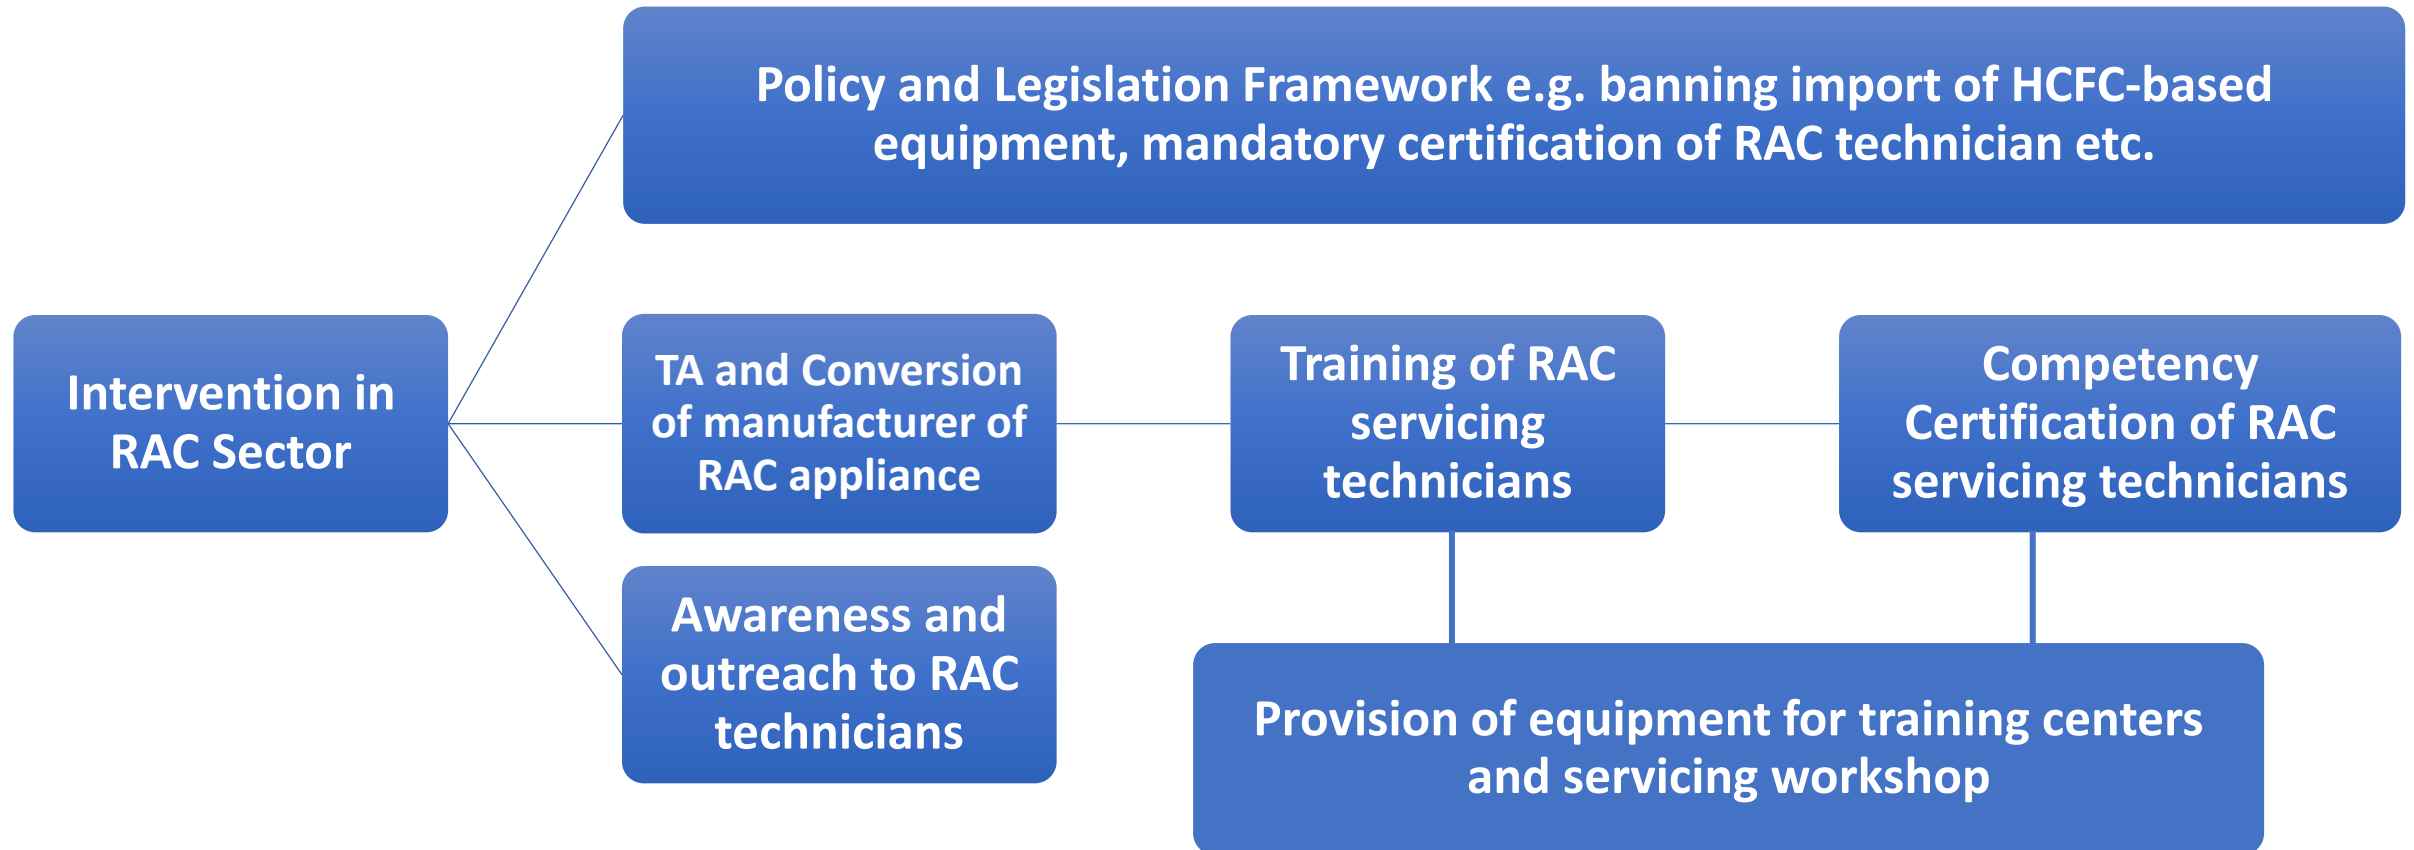 Policy and Legislation Framework e.g. banning import of HCFC-based
equipment, mandatory certification of RAC technician etc.
Intervention in
RAC Sector
TA and Conversion
of manufacturer of
RAC appliance
Training of RAC
servicing
technicians
Competency
Certification of RAC
servicing technicians
Awareness and
outreach to RAC
technicians
Provision of equipment for training centers
and servicing workshop